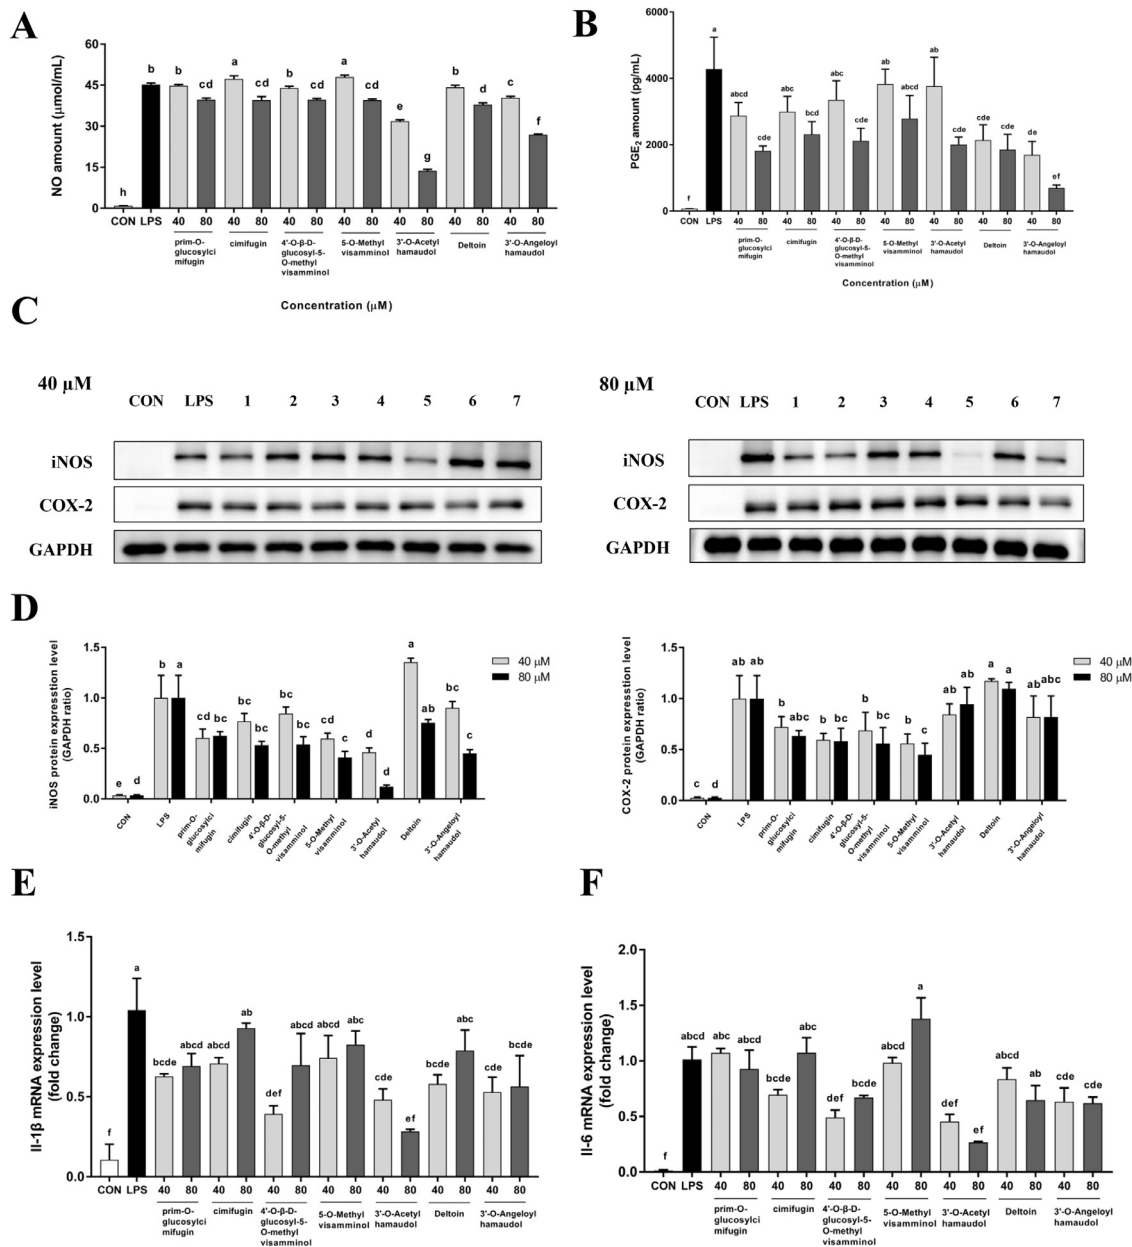 A
NO amount (μmol/mL)
60
45
30
15
0
h
b
b
cd
a
cd
b
cd
a
cd
e
g
b
d
c
f
CON LPS 40 80 40 80 40 80 40 80 40 80 40 80 40 80
prim-O-
glucosylci
mifugin
cimifugin
4'-O-β-D-
glucosyl-5-
O-methyl
visamminol
5-O-Methyl
visamminol
3'-O-Acetyl
hamaudol
Deltoin
3'-O-Angeloyl
hamaudol
Concentration (μM)
B
PGE2 amount (pg/mL)
6000
4000
2000
0
f
a
abcd
cde
abc
bcd
abc
cde
ab
abcd
ab
cde
cde
cde
de
ef
CON LPS 40 80 40 80 40 80 40 80 40 80 40 80 40 80
prim-O-
glucosylci
mifugin
cimifugin
4'-O-β-D-
glucosyl-5-
O-methyl
visamminol
5-O-Methyl
visamminol
3'-O-Acetyl
hamaudol
Deltoin
3'-O-Angeloyl
hamaudol
Concentration (μM)
C
40 μM
CON LPS 1 2 3 4 5 6 7
iNOS
COX-2
GAPDH
80 μM
CON LPS 1 2 3 4 5 6 7
iNOS
COX-2
GAPDH
D
iNOS protein expresstion level
(GAPDH ratio)
1.5
1.0
0.5
0.0
e d
b a
cd bc
bc bc
bc bc
cd c
cd d
a ab
bc c
40 μM
80 μM
CON
LPS
prim-O-
glucosylci
mifugin
cimifugin
4'-O-β-D-
glucosyl-5-
O-methyl
visamminol
5-O-Methyl
visamminol
3'-O-Acetyl
hamaudol
Deltoin
3'-O-Angeloyl
hamaudol
COX-2 protein expresstion level
(GAPDH ratio)
1.5
1.0
0.5
0.0
c d
ab ab
b abc
b bc
b bc
b c
ab ab
a a
ab abc
40 μM
80 μM
CON
LPS
prim-O-
glucosylci
mifugin
cimifugin
4'-O-β-D-
glucosyl-5-
O-methyl
visamminol
5-O-Methyl
visamminol
3'-O-Acetyl
hamaudol
Deltoin
3'-O-Angeloyl
hamaudol
E
Il-1β mRNA expression level
(fold change)
1.5
1.0
0.5
0.0
f
a
bcde
abcd
bcde
ab
def
abcd
abcd
abc
cde
ef
bcde
abc
cde
bcde
CON LPS 40 80 40 80 40 80 40 80 40 80 40 80 40 80
prim-O-
glucosylci
mifugin
cimifugin
4'-O-β-D-
glucosyl-5-
O-methyl
visamminol
5-O-Methyl
visamminol
3'-O-Acetyl
hamaudol
Deltoin
3'-O-Angeloyl
hamaudol
F
Il-6 mRNA expression level
(fold change)
2.0
1.5
1.0
0.5
0.0
f
abcd
abc
abcd
bcde
abc
def
bcde
abcd
a
def
ef
abcd
ab
cde
cde
CON LPS 40 80 40 80 40 80 40 80 40 80 40 80 40 80
prim-O-
glucosylci
mifugin
cimifugin
4'-O-β-D-
glucosyl-5-
O-methyl
visamminol
5-O-Methyl
visamminol
3'-O-Acetyl
hamaudol
Deltoin
3'-O-Angeloyl
hamaudol